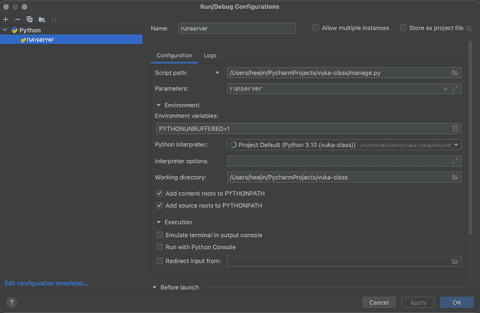 Run/Debug Configurations
Python
runserver
Name: runserver
Allow multiple instances
Store as project file
Configuration Logs
Script path: /Users/heejin/PycharmProjects/vuka-class/manage.py
Parameters: runserver
Environment
Environment variables:
PYTHONUNBUFFERED=1
Python interpreter: Project Default (Python 3.10 (vuka-class))
Interpreter options:
Working directory: /Users/heejin/PycharmProjects/vuka-class
Add content roots to PYTHONPATH
Add source roots to PYTHONPATH
Execution
Emulate terminal in output console
Run with Python Console
Redirect input from:
Before launch
Edit configuration templates...
? Cancel Apply OK